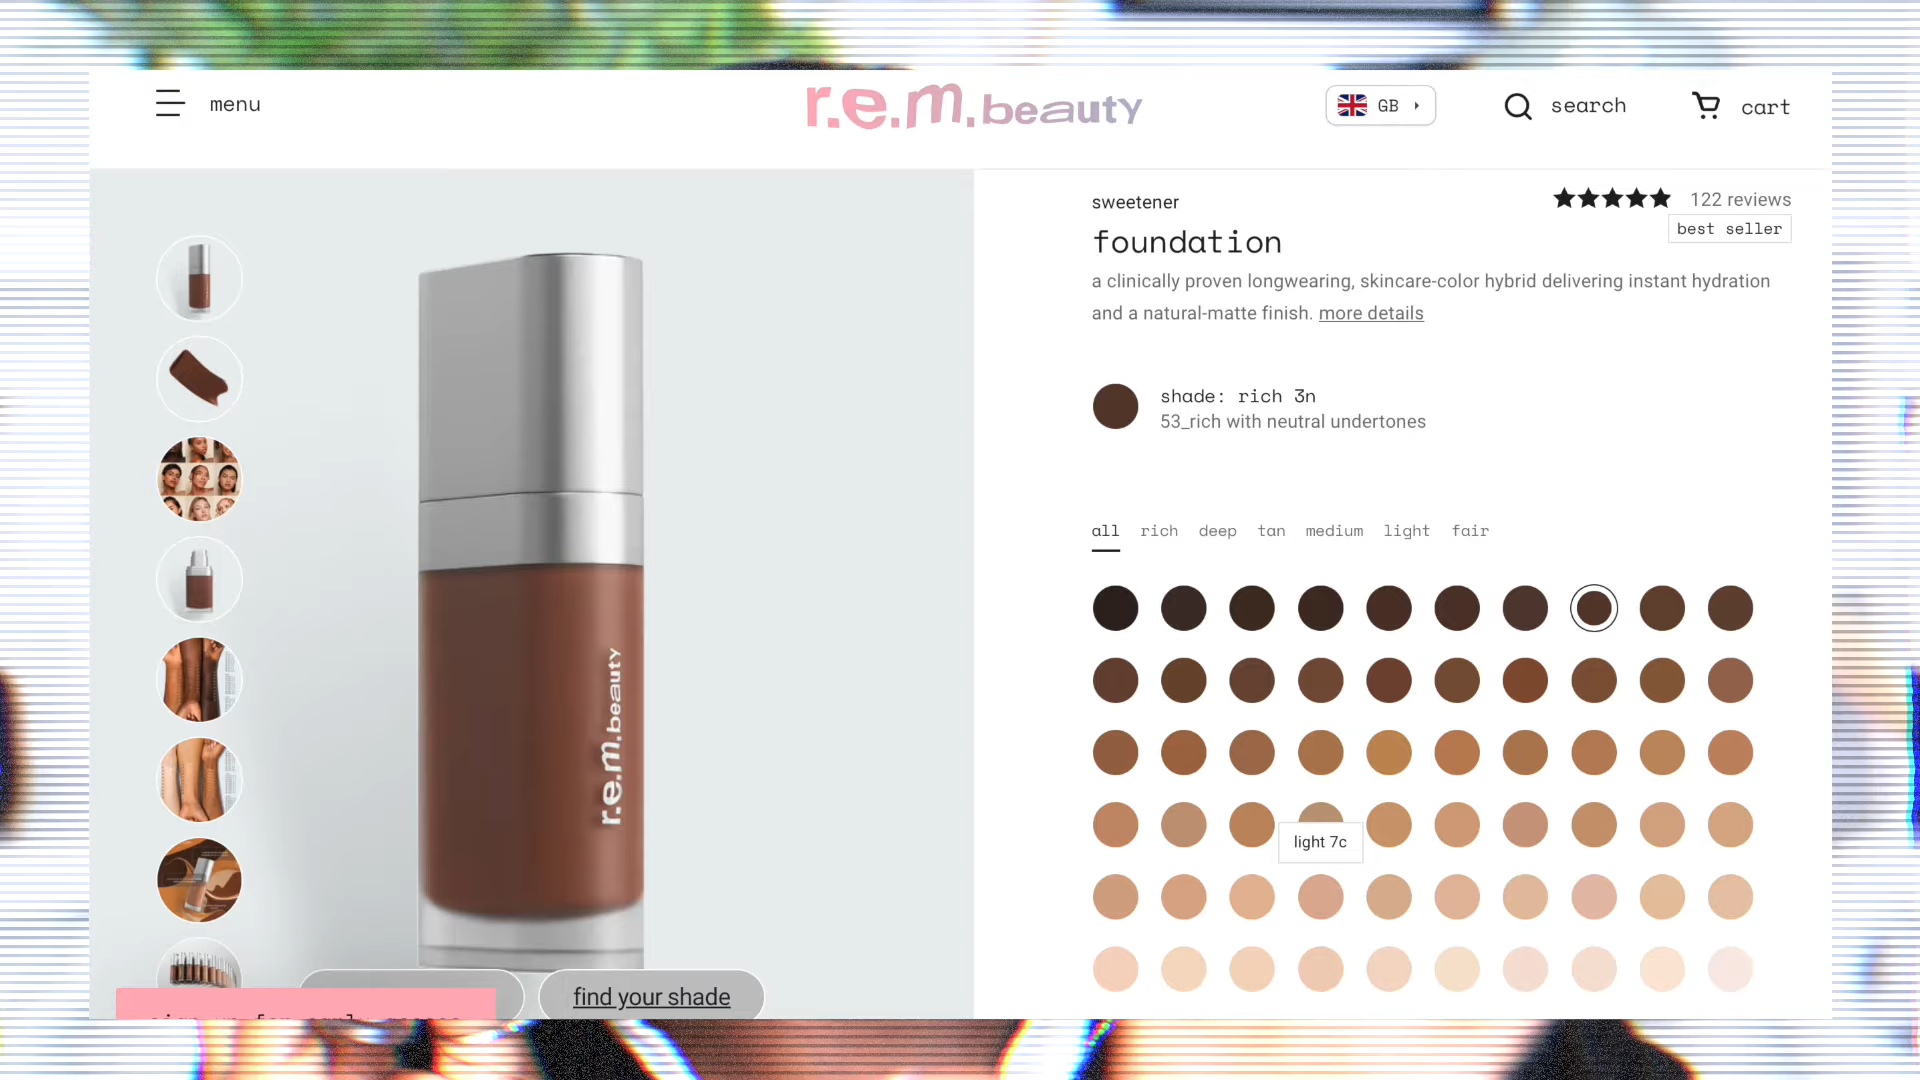 menu
r.e.m.beauty
GB
search
cart
sweetener
122 reviews
best seller
foundation
a clinically proven longwearing, skincare-color hybrid delivering instant hydration
and a natural-matte finish. more details
shade: rich 3n
53_rich with neutral undertones
all rich deep tan medium light fair
light 7c
r.e.m.beauty
find your shade